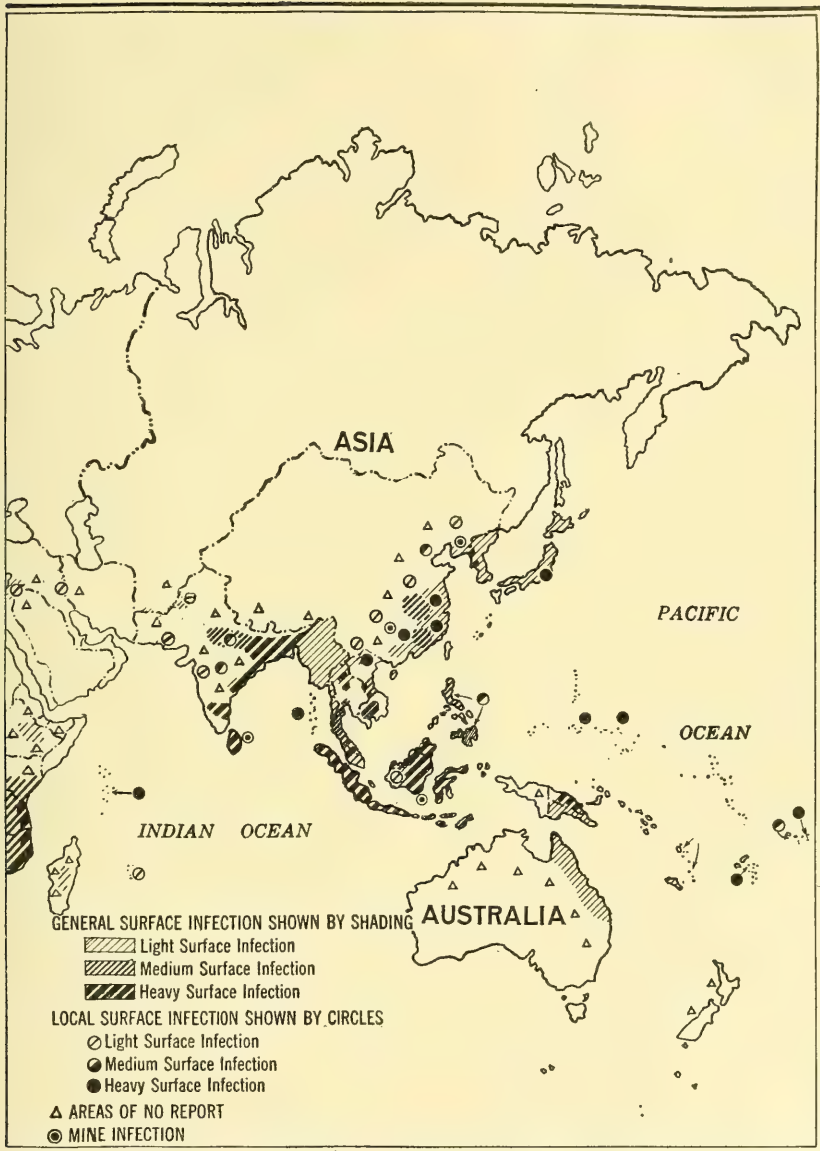 ASIA
PACIFIC
OCEAN
INDIAN OCEAN
AUSTRALIA
GENERAL SURFACE INFECTION SHOWN BY SHADING
Light Surface Infection
Medium Surface Infection
Heavy Surface Infection
LOCAL SURFACE INFECTION SHOWN BY CIRCLES
Light Surface Infection
Medium Surface Infection
Heavy Surface Infection
AREAS OF NO REPORT
MINE INFECTION